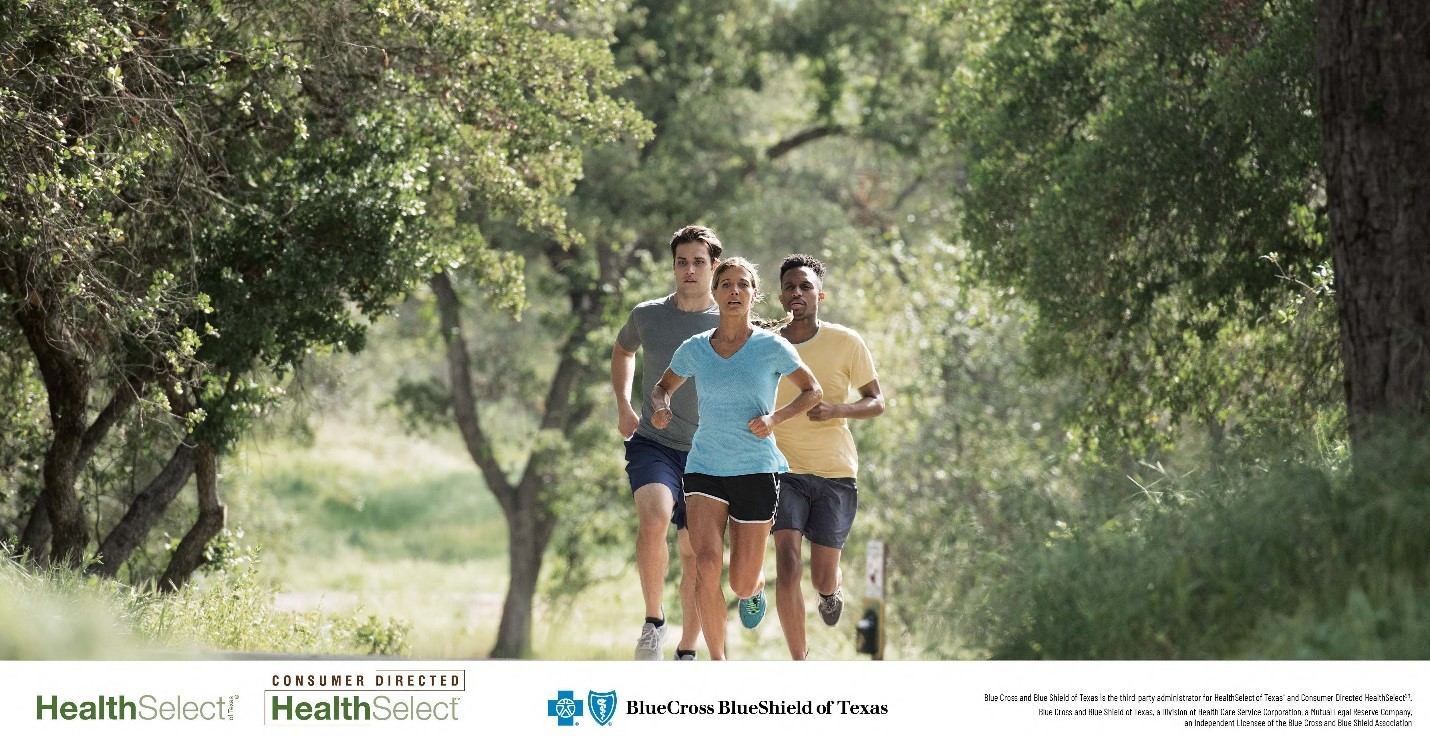 HealthSelect of Texas®
CONSUMER DIRECTED
HealthSelect℠
BlueCross BlueShield of Texas
Blue Cross and Blue Shield of Texas is the third-party administrator for HealthSelect of Texas® and Consumer Directed HealthSelect℠.
Blue Cross and Blue Shield of Texas, a Division of Health Care Service Corporation, a Mutual Legal Reserve Company,
an Independent Licensee of the Blue Cross and Blue Shield Association